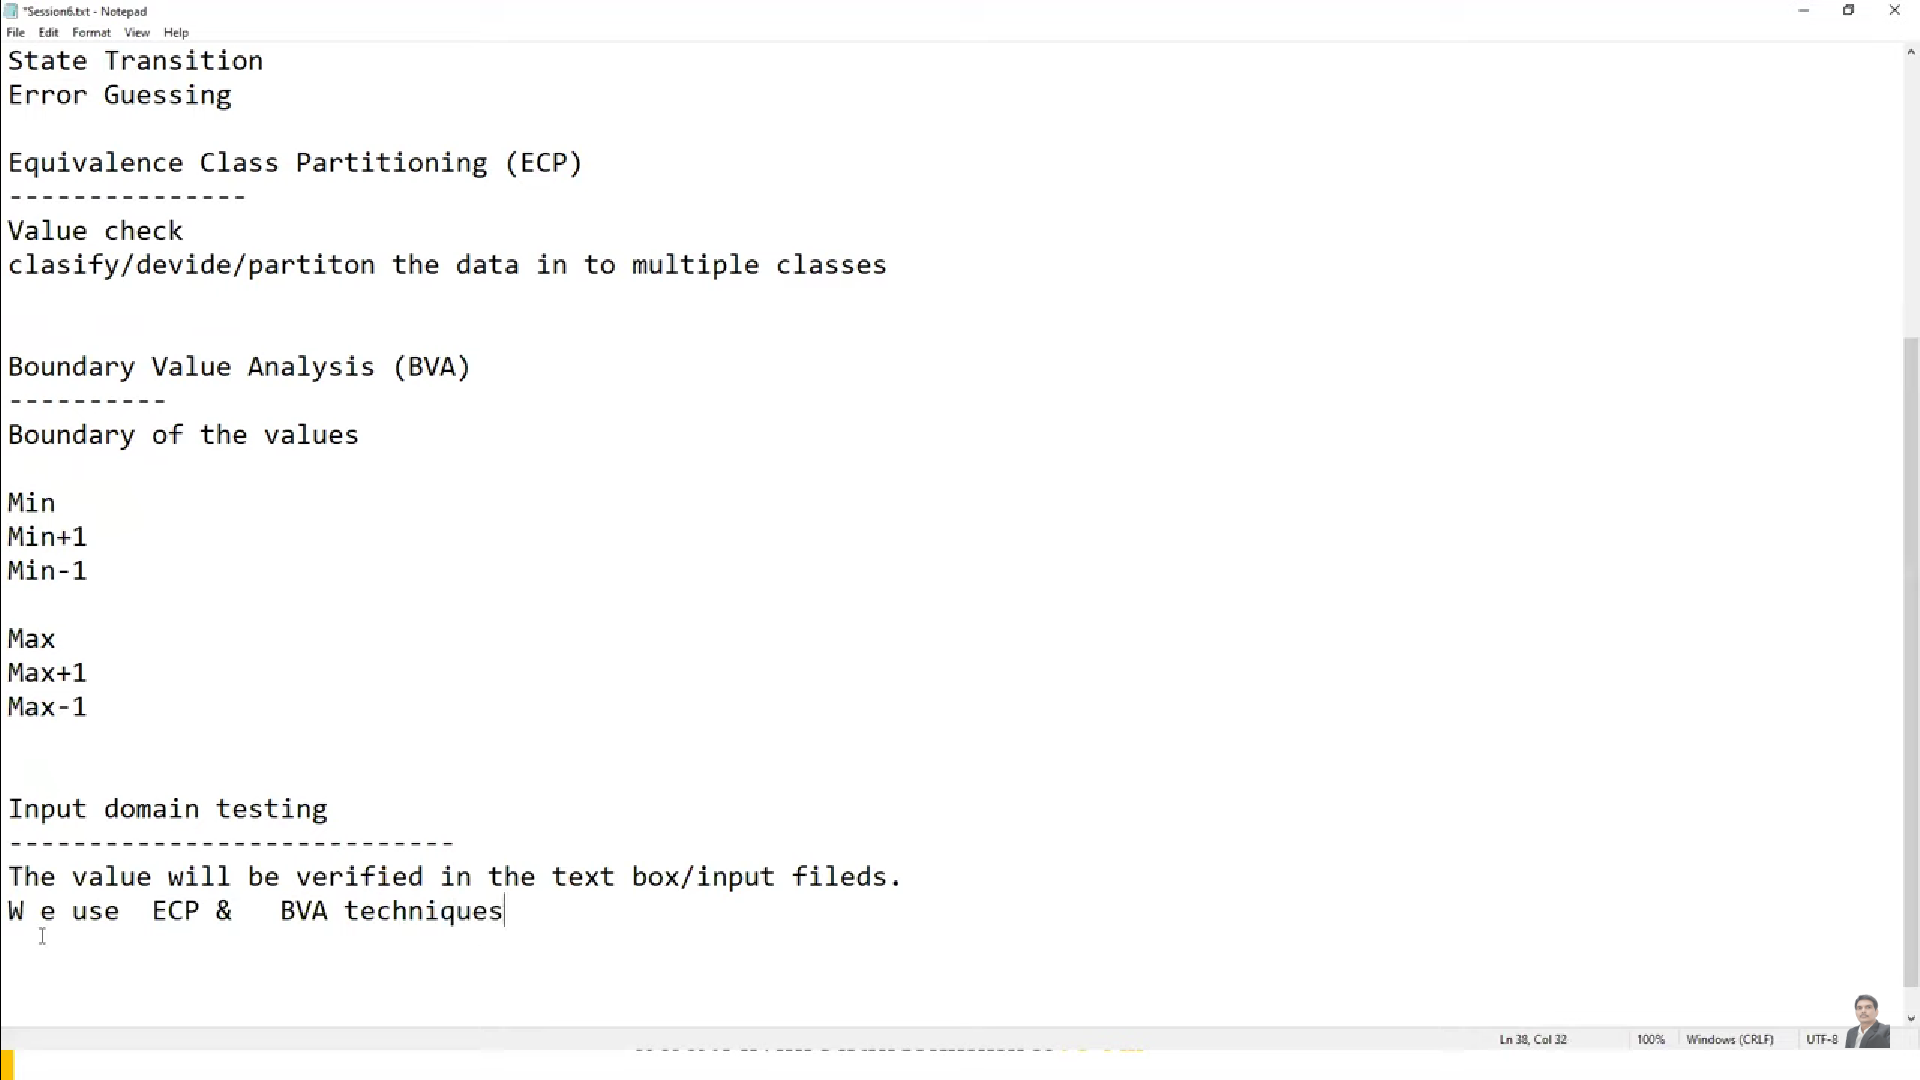 *Session6.txt - Notepad
File Edit Format View Help
State Transition
Error Guessing
Equivalence Class Partitioning (ECP)
---------------
Value check
clasify/devide/partiton the data in to multiple classes
Boundary Value Analysis (BVA)
----------
Boundary of the values
Min
Min+1
Min-1
Max
Max+1
Max-1
Input domain testing
----------------------------
The value will be verified in the text box/input fileds.
W e use  ECP &   BVA techniques
Ln 38, Col 32 100% Windows (CRLF) UTF-8